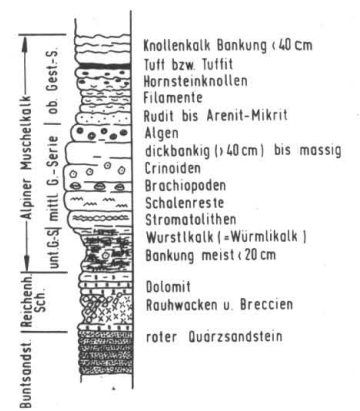 Knollenkalk Bankung < 40 cm
Tuff bzw. Tuffit
Hornsteinknollen
Filamente
Rudit bis Arenit-Mikrit
Algen
dickbankig (> 40cm) bis massig
Crinoiden
Brachiopoden
Schalenreste
Stromatolithen
Wurstlkalk (=Würmlikalk)
Bankung meist < 20 cm
Dolomit
Rauhwacken u. Breccien
roter Quarzsandstein
Alpiner Muschelkalk
ob. Gest.-S.
mittl G.-Serie
unt.G-S
Reichenh.
Sch.
Buntsandst.